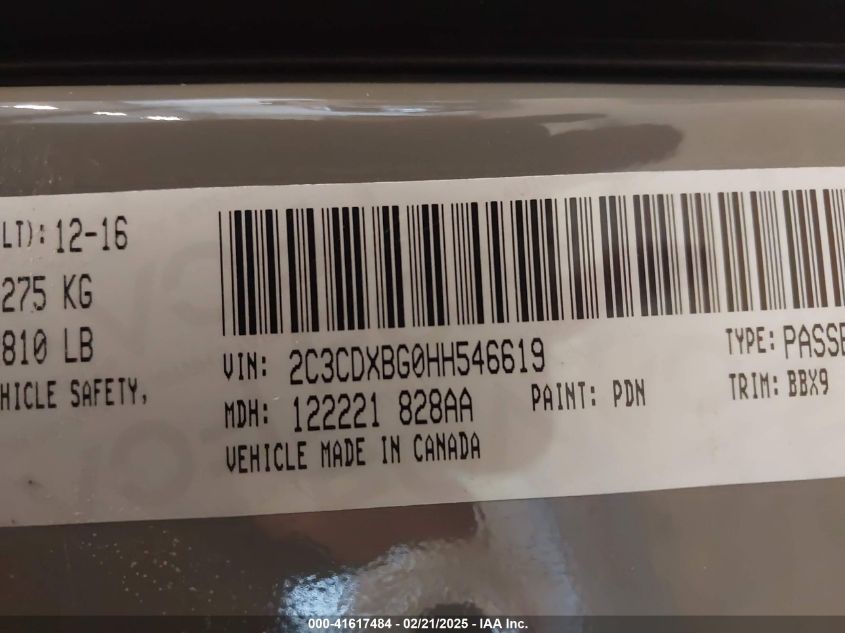 LT): 12-16
275 KG
810 LB
HICLE SAFETY,
VIN: 2C3CDXBG0HH546619
TYPE: PASSE
MDH: 122221 828AA
PAINT: PDN
TRIM: BBX9
VEHICLE MADE IN CANADA
000-41617484 - 02/21/2025 - IAA Inc.